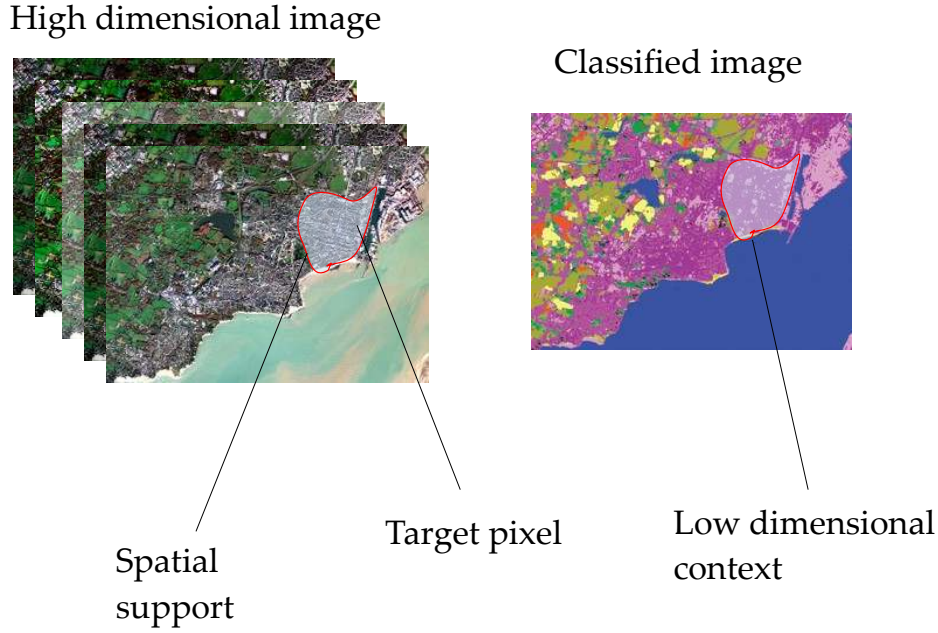 High dimensional image
Classified image
Spatial
support
Target pixel
Low dimensional
context